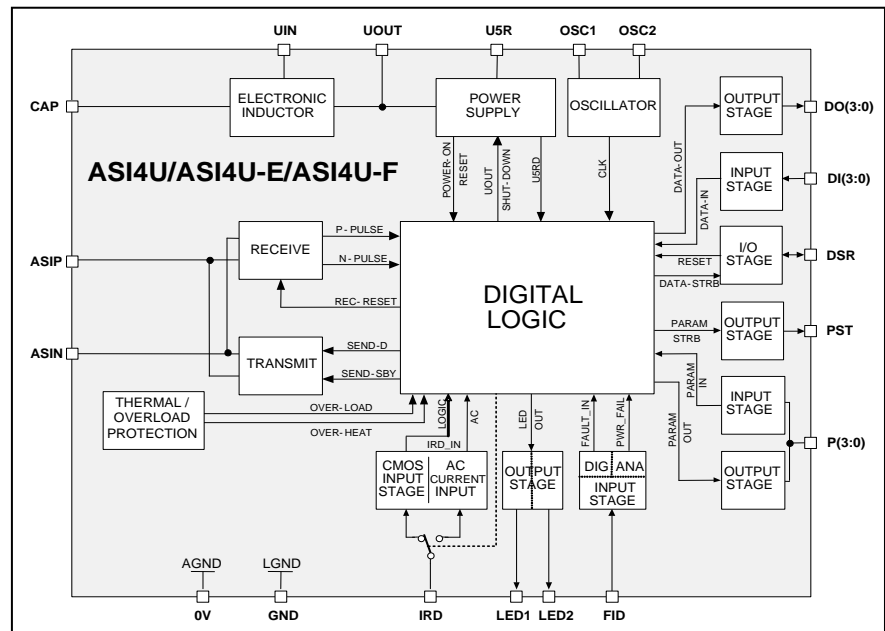 UIN UOUT U5R OSC1 OSC2
CAP
ELECTRONIC
INDUCTOR
POWER
SUPPLY
OSCILLATOR
OUTPUT
STAGE
DO(3:0)
ASI4U/ASI4U-E/ASI4U-F
POWER-ON
RESET
UOUT
SHUT-DOWN
U5RD
CLK
DATA-OUT
DATA-IN
INPUT
STAGE
DI(3:0)
ASIP
RECEIVE
P-PULSE
N-PULSE
REC-RESET
DIGITAL
LOGIC
RESET
DATA-STRB
I/O
STAGE
DSR
ASIN
TRANSMIT
SEND-D
SEND-SBY
PARAM
STRB
OUTPUT
STAGE
PST
PARAM
IN
INPUT
STAGE
THERMAL /
OVERLOAD
PROTECTION
OVER-LOAD
OVER-HEAT
LOGIC
IRD_IN
AC
LED
OUT
FAULT_IN
PWR_FAIL
PARAM
OUT
P(3:0)
CMOS
INPUT
STAGE
AC
CURRENT
INPUT
OUTPUT
STAGE
DIG ANA
INPUT
STAGE
OUTPUT
STAGE
AGND LGND
0V GND IRD LED1 LED2 FID